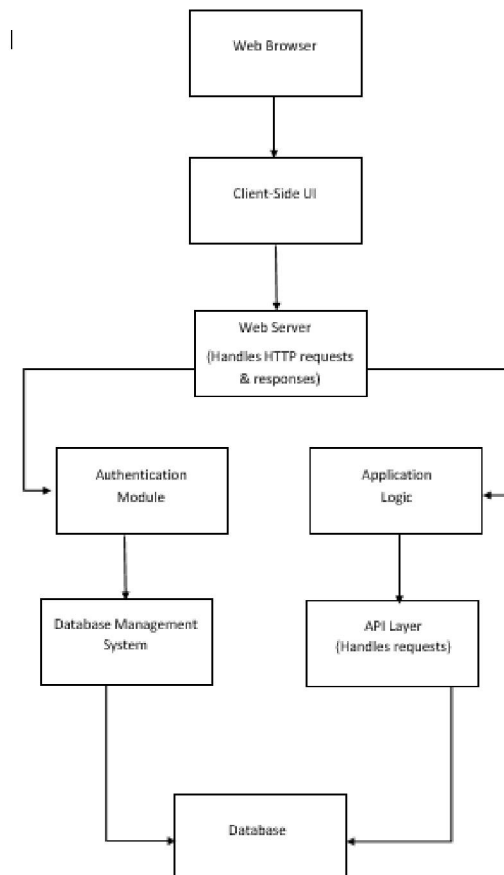 Web Browser
Client-Side UI
Web Server
(Handles HTTP requests
& responses)
Authentication
Module
Application
Logic
Database Management
System
API Layer
(Handles requests)
Database